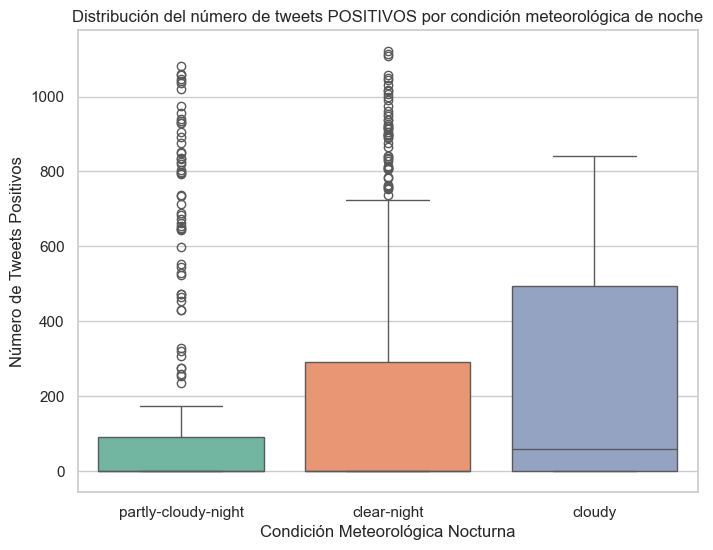 Distribución del número de tweets POSITIVOS por condición meteorológica de noche
Número de Tweets Positivos
1000
800
600
400
200
0
partly-cloudy-night
clear-night
cloudy
Condición Meteorológica Nocturna